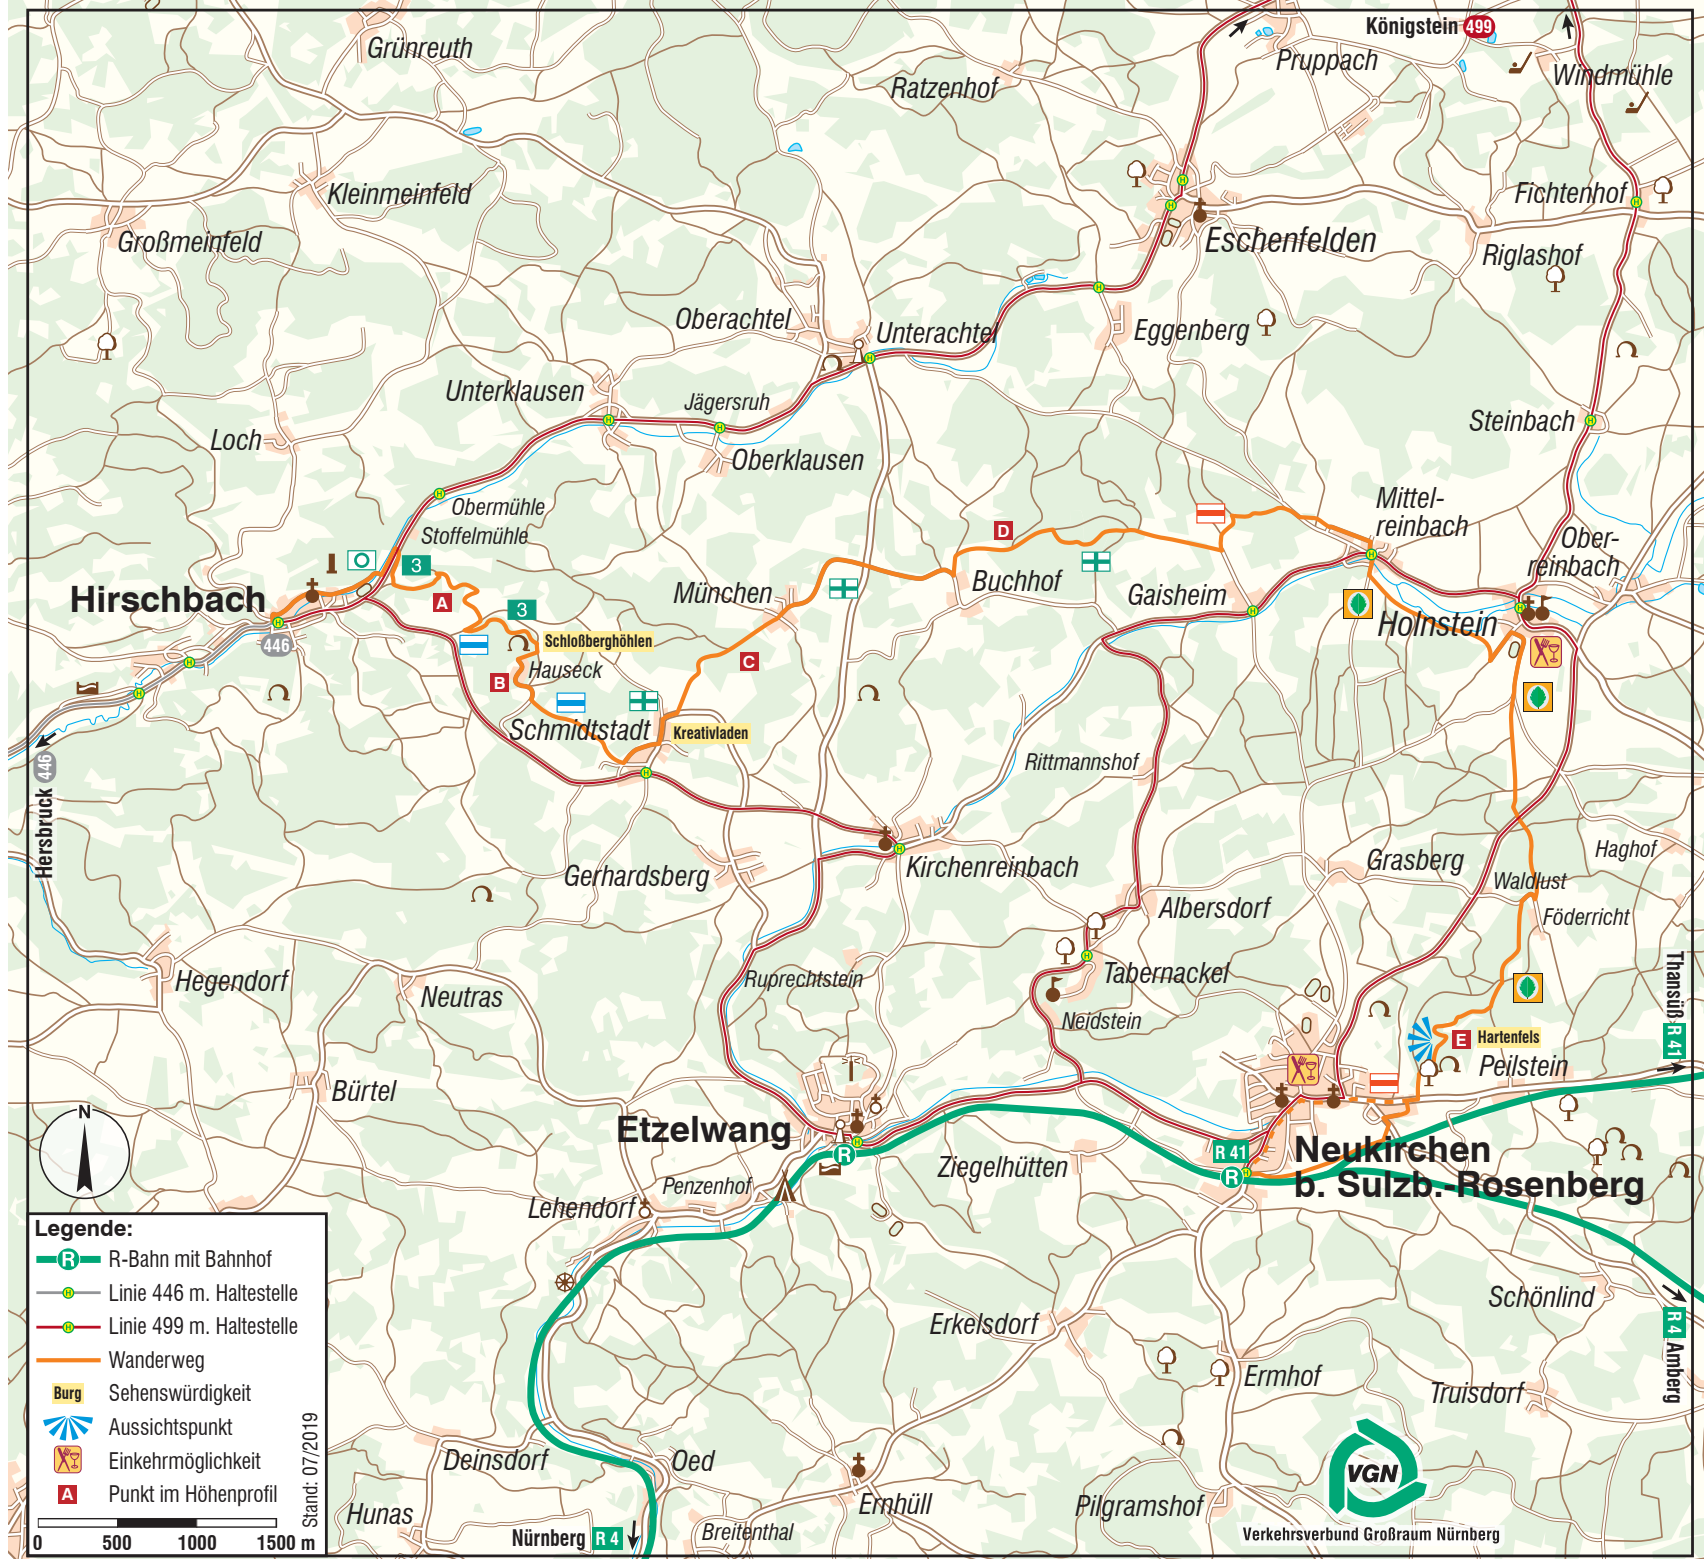 Königstein 499
Grünreuth
Pruppach
Windmühle
Ratzenhof
Kleinmeinfeld
Fichtenhof
Großmeinfeld
Eschenfelden
Riglashof
Oberachtel
Unterachtel
Eggenberg
Unterklausen
Jägersruh
Steinbach
Loch
Oberklausen
Obermühle
Stoffelmühle
Mittel-
reinbach
Ober-
reinbach
Hirschbach
3
A
3
446
München
D
Buchhof
Gaisheim
Holnstein
Schloßberghöhlen
Hauseck
B
C
Schmidtstadt
Kreativladen
Rittmannshof
Hersbruck 446
Gerhardsberg
Kirchenreinbach
Grasberg
Haghof
Waldlust
Albersdorf
Föderricht
Hegendorf
Neutras
Ruprechtstein
Tabernackel
Neidstein
Thansüß R 41
E
Hartenfels
Peilstein
Bürtel
N
Etzelwang
R
Ziegelhütten
R 41
R
Neukirchen
b. Sulzb.-Rosenberg
Penzenhof
Lehendorf
Schönlind
Erkelsdorf
Ermhof
Truisdorf
R 4 Amberg
Deinsdorf
Oed
Hunas
Nürnberg R 4
Breitenthal
Ernhüll
Pilgramshof
VGN
Verkehrsverbund Großraum Nürnberg
Legende:
R R-Bahn mit Bahnhof
H Linie 446 m. Haltestelle
H Linie 499 m. Haltestelle
Wanderweg
Burg Sehenswürdigkeit
Aussichtspunkt
Einkehrmöglichkeit
A Punkt im Höhenprofil
0 500 1000 1500 m
Stand: 07/2019